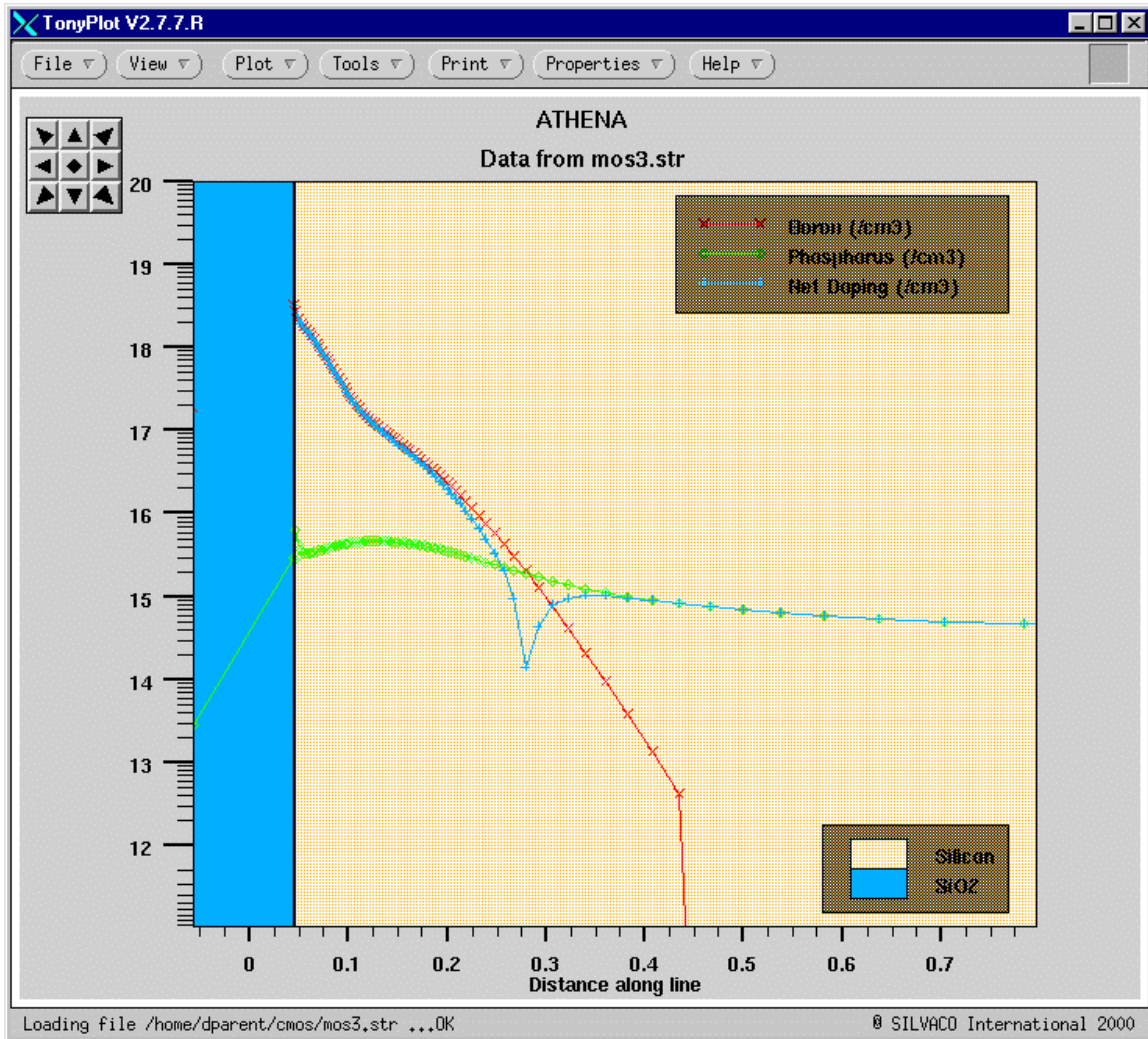 TonyPlot V2.7.7.R
File View Plot Tools Print Properties Help
ATHENA
Data from mos3.str
20
19
18
17
16
15
14
13
12
Boron (/cm3)
Phosphorus (/cm3)
Net Doping (/cm3)
Silicon
SiO2
0 0.1 0.2 0.3 0.4 0.5 0.6 0.7
Distance along line
Loading file /home/dparent/cmos/mos3.str ...OK
@ SILVACO International 2000